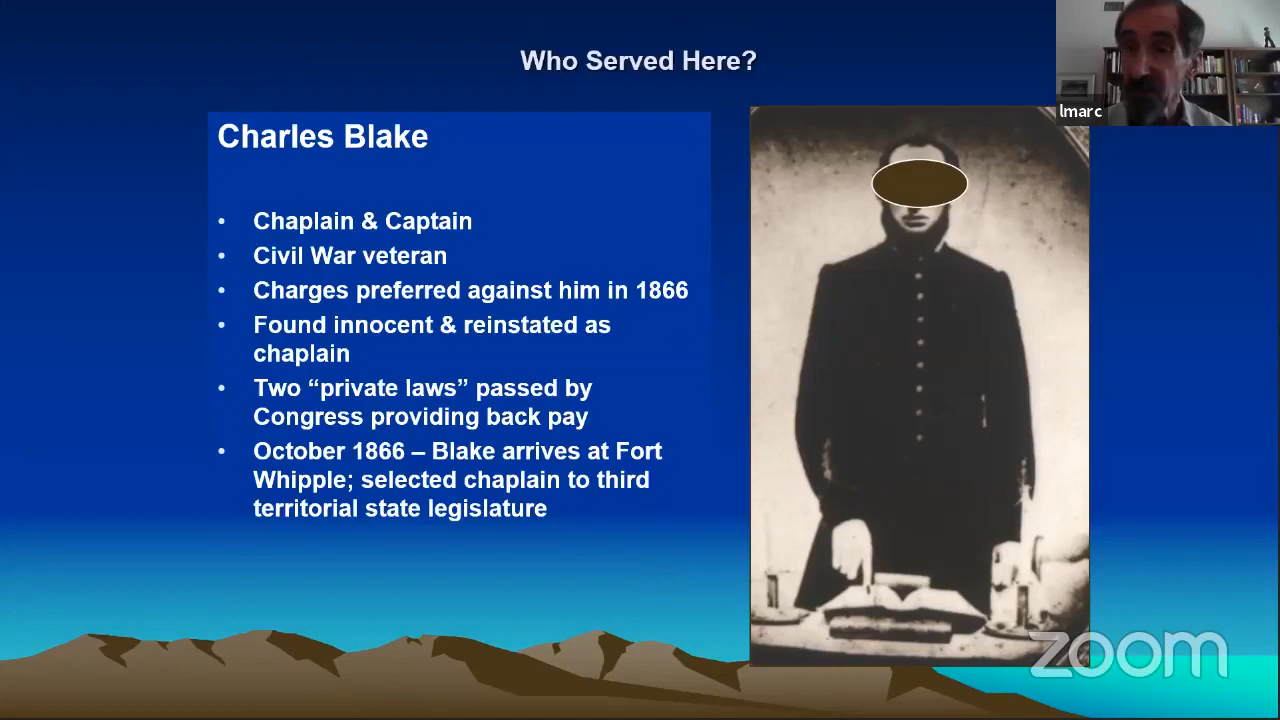 Who Served Here?
lmarc
Charles Blake
• Chaplain & Captain
• Civil War veteran
• Charges preferred against him in 1866
• Found innocent & reinstated as
chaplain
• Two “private laws” passed by
Congress providing back pay
• October 1866 – Blake arrives at Fort
Whipple; selected chaplain to third
territorial state legislature
zoom